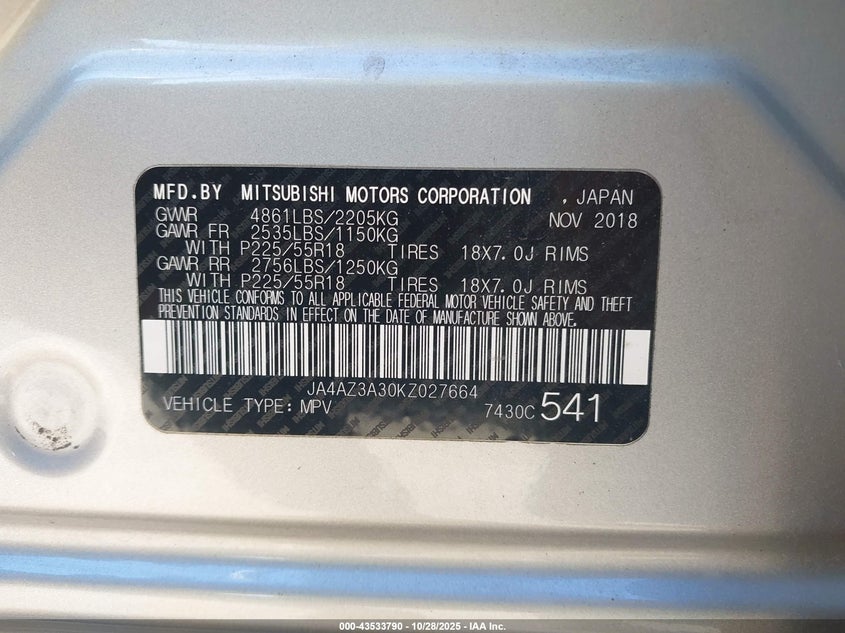 MFD.BY MITSUBISHI MOTORS CORPORATION , JAPAN
GVWR 4861LBS/2205KG NOV 2018
GAWR FR 2535LBS/1150KG
WITH P225/55R18 TIRES 18X7.0J RIMS
GAWR RR 2756LBS/1250KG
WITH P225/55R18 TIRES 18X7.0J RIMS
THIS VEHICLE CONFORMS TO ALL APPLICABLE FEDERAL MOTOR VEHICLE SAFETY AND THEFT
PREVENTION STANDARDS IN EFFECT ON THE DATE OF MANUFACTURE SHOWN ABOVE.
JA4AZ3A30KZ027664
VEHICLE TYPE: MPV 7430C 541
000-43533790 - 10/28/2025 - IAA Inc.